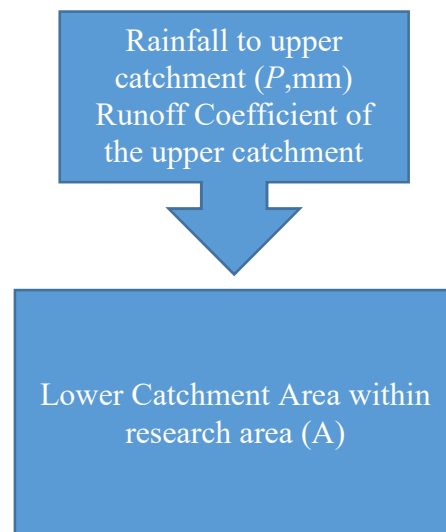 Rainfall to upper
catchment (P,mm)
Runoff Coefficient of
the upper catchment
Lower Catchment Area within
research area (A)